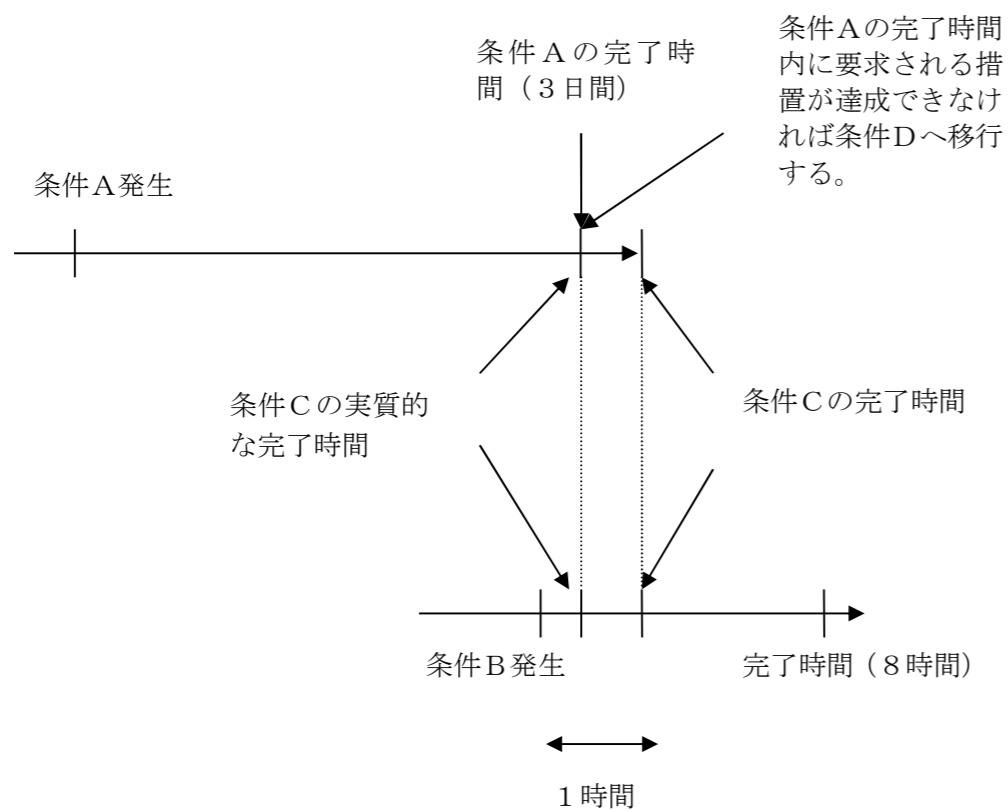 条件Ａの完了時
間（３日間）
条件Ａの完了時間
内に要求される措
置が達成できなけ
れば条件Ｄへ移行
する。
条件Ａ発生
条件Ｃの実質的
な完了時間
条件Ｃの完了時間
条件Ｂ発生
完了時間（８時間）
１時間